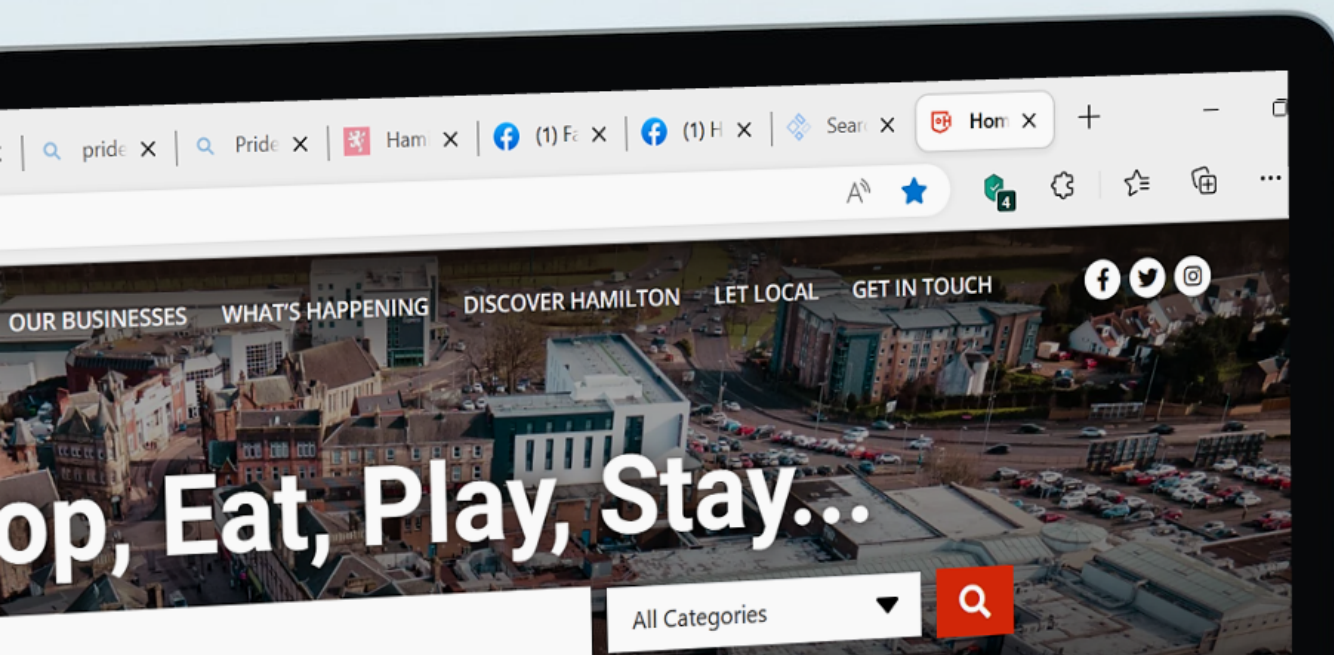 pride
Pride
Ham
(1) Fa
(1) H
Sear
Hom
A
4
OUR BUSINESSES
WHAT'S HAPPENING
DISCOVER HAMILTON
LET LOCAL
GET IN TOUCH
op, Eat, Play, Stay...
All Categories